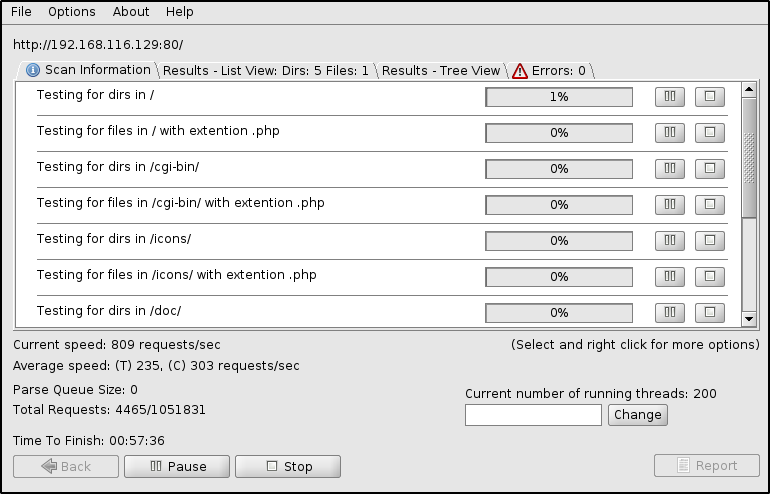 File Options About Help
http://192.168.116.129:80/
Scan Information Results - List View: Dirs: 5 Files: 1 Results - Tree View Errors: 0
Testing for dirs in / 1%
Testing for files in / with extention .php 0%
Testing for dirs in /cgi-bin/ 0%
Testing for files in /cgi-bin/ with extention .php 0%
Testing for dirs in /icons/ 0%
Testing for files in /icons/ with extention .php 0%
Testing for dirs in /doc/ 0%
Current speed: 809 requests/sec (Select and right click for more options)
Average speed: (T) 235, (C) 303 requests/sec
Parse Queue Size: 0
Current number of running threads: 200
Total Requests: 4465/1051831
Change
Time To Finish: 00:57:36
Back Pause Stop Report